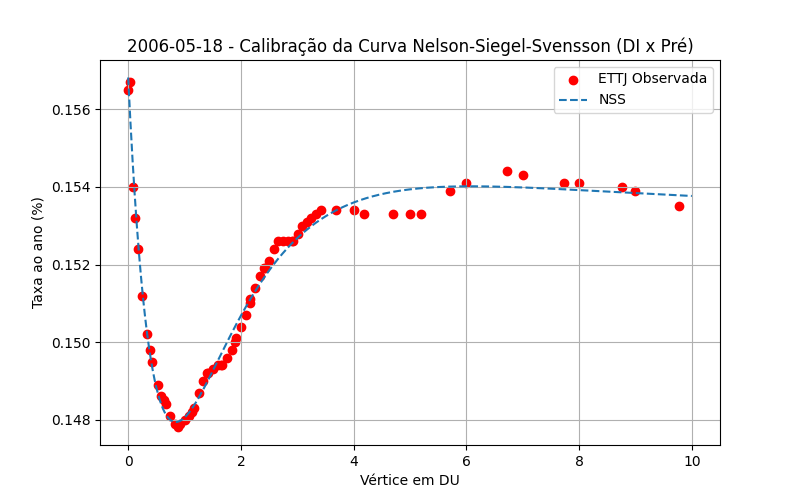 2006-05-18 - Calibração da Curva Nelson-Siegel-Svensson (DI x Pré)
ETTJ Observada
NSS
Taxa ao ano (%)
0.156
0.154
0.152
0.150
0.148
0 2 4 6 8 10
Vértice em DU